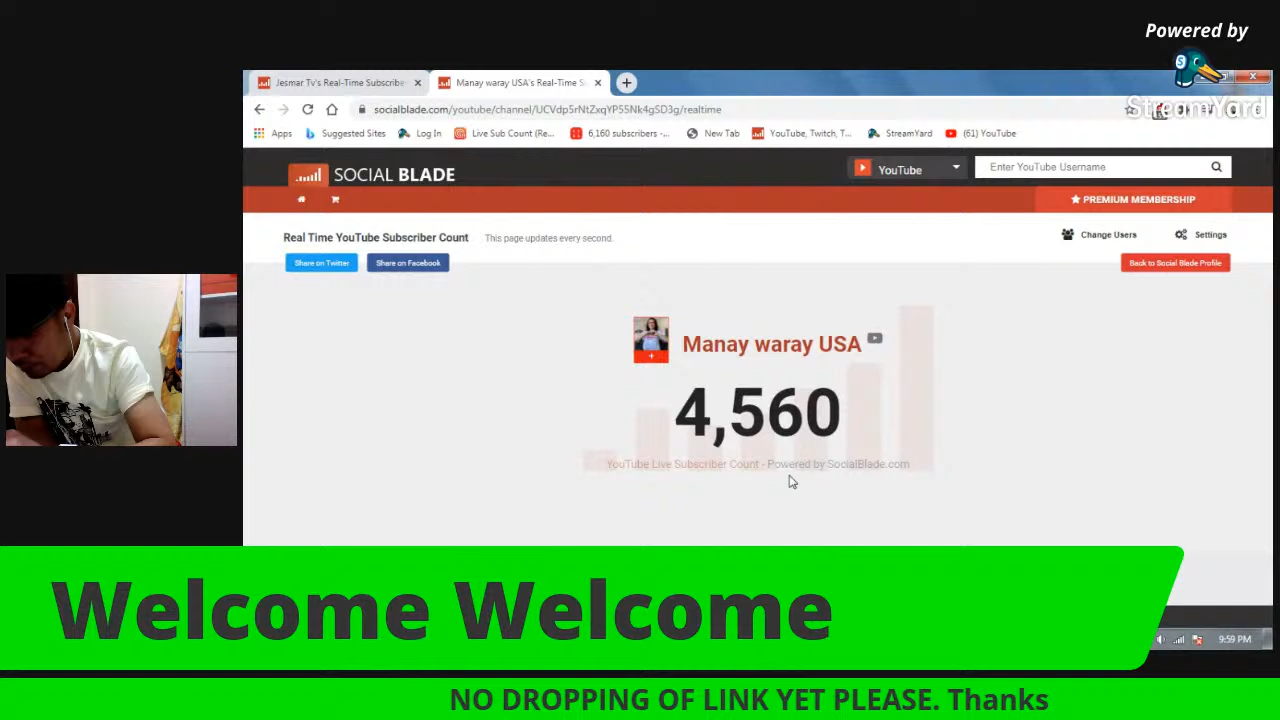 Powered by
StreamYard
Jesmar Tv's Real-Time Subscribe
Manay waray USA's Real-Time S
socialblade.com/youtube/channel/UCVdp5rNtZxqYP55Nk4gSD3g/realtime
Apps Suggested Sites Log In Live Sub Count (Re... 6,160 subscribers -... New Tab YouTube, Twitch, T... StreamYard (61) YouTube
SOCIAL BLADE
YouTube
Enter YouTube Username
PREMIUM MEMBERSHIP
Real Time YouTube Subscriber Count This page updates every second.
Change Users Settings
Share on Twitter Share on Facebook
Back to Social Blade Profile
Manay waray USA
4,560
YouTube Live Subscriber Count - Powered by SocialBlade.com
Welcome Welcome
9:59 PM
NO DROPPING OF LINK YET PLEASE. Thanks